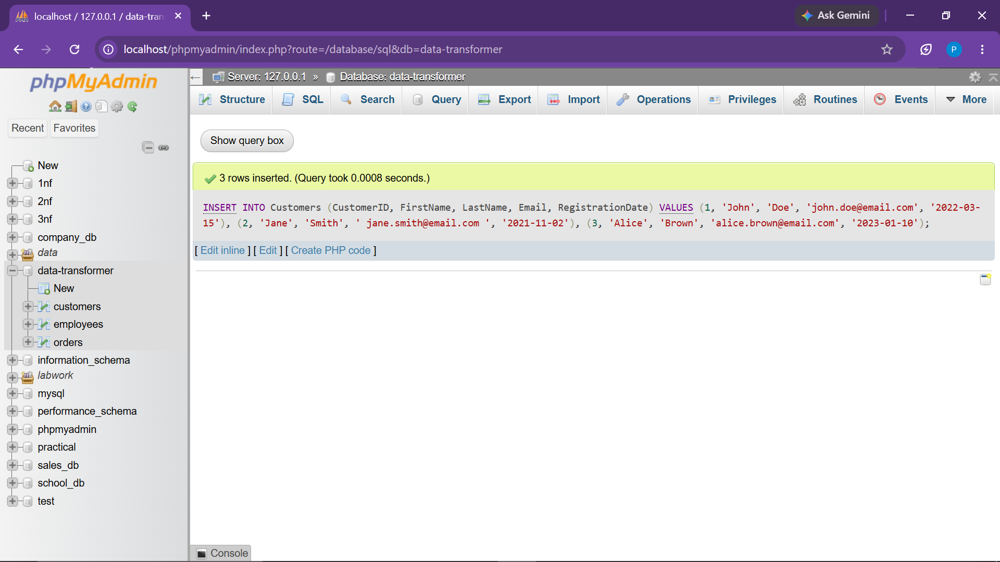 localhost / 127.0.0.1 / data-tran
Ask Gemini
localhost/phpmyadmin/index.php?route=/database/sql&db=data-transformer
P
phpMyAdmin
Recent
Favorites
New
1nf
2nf
3nf
company_db
data
data-transformer
New
customers
employees
orders
information_schema
labwork
mysql
performance_schema
phpmyadmin
practical
sales_db
school_db
test
Server: 127.0.0.1 » Database: data-transformer
Structure SQL Search Query Export Import Operations Privileges Routines Events More
Show query box
3 rows inserted. (Query took 0.0008 seconds.)
INSERT INTO Customers (CustomerID, FirstName, LastName, Email, RegistrationDate) VALUES (1, 'John', 'Doe', 'john.doe@email.com', '2022-03-
15'), (2, 'Jane', 'Smith', ' jane.smith@email.com ', '2021-11-02'), (3, 'Alice', 'Brown', 'alice.brown@email.com', '2023-01-10');
[ Edit inline ] [ Edit ] [ Create PHP code ]
Console